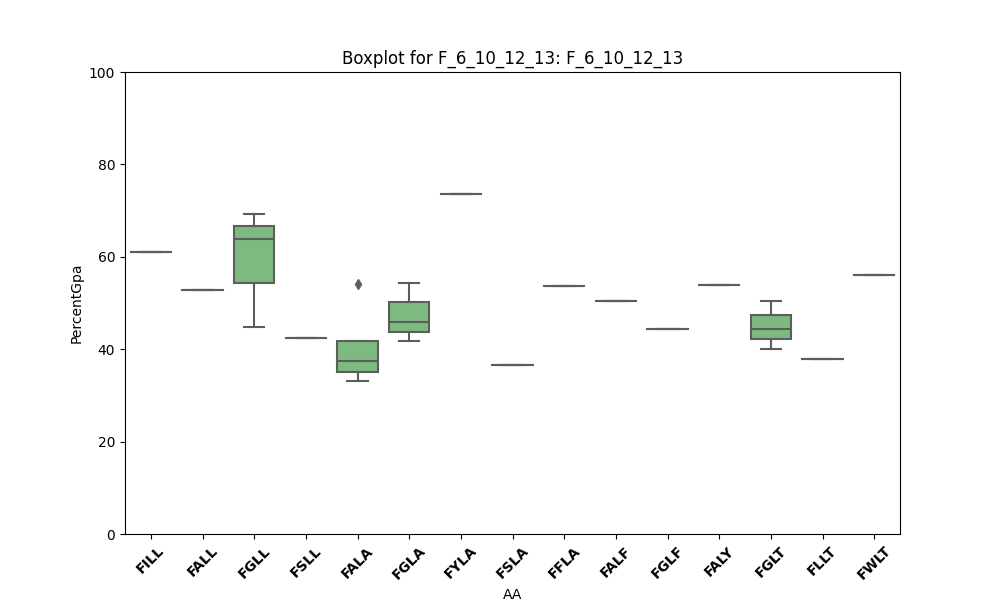 Boxplot for F_6_10_12_13: F_6_10_12_13
100
80
60
40
20
0
PercentGpa
FILL
FALL
FGLL
FSLL
FALA
FGLA
FYLA
FSLA
FFLA
FALF
FGLF
FALY
FGLT
FLLT
FWLT
AA